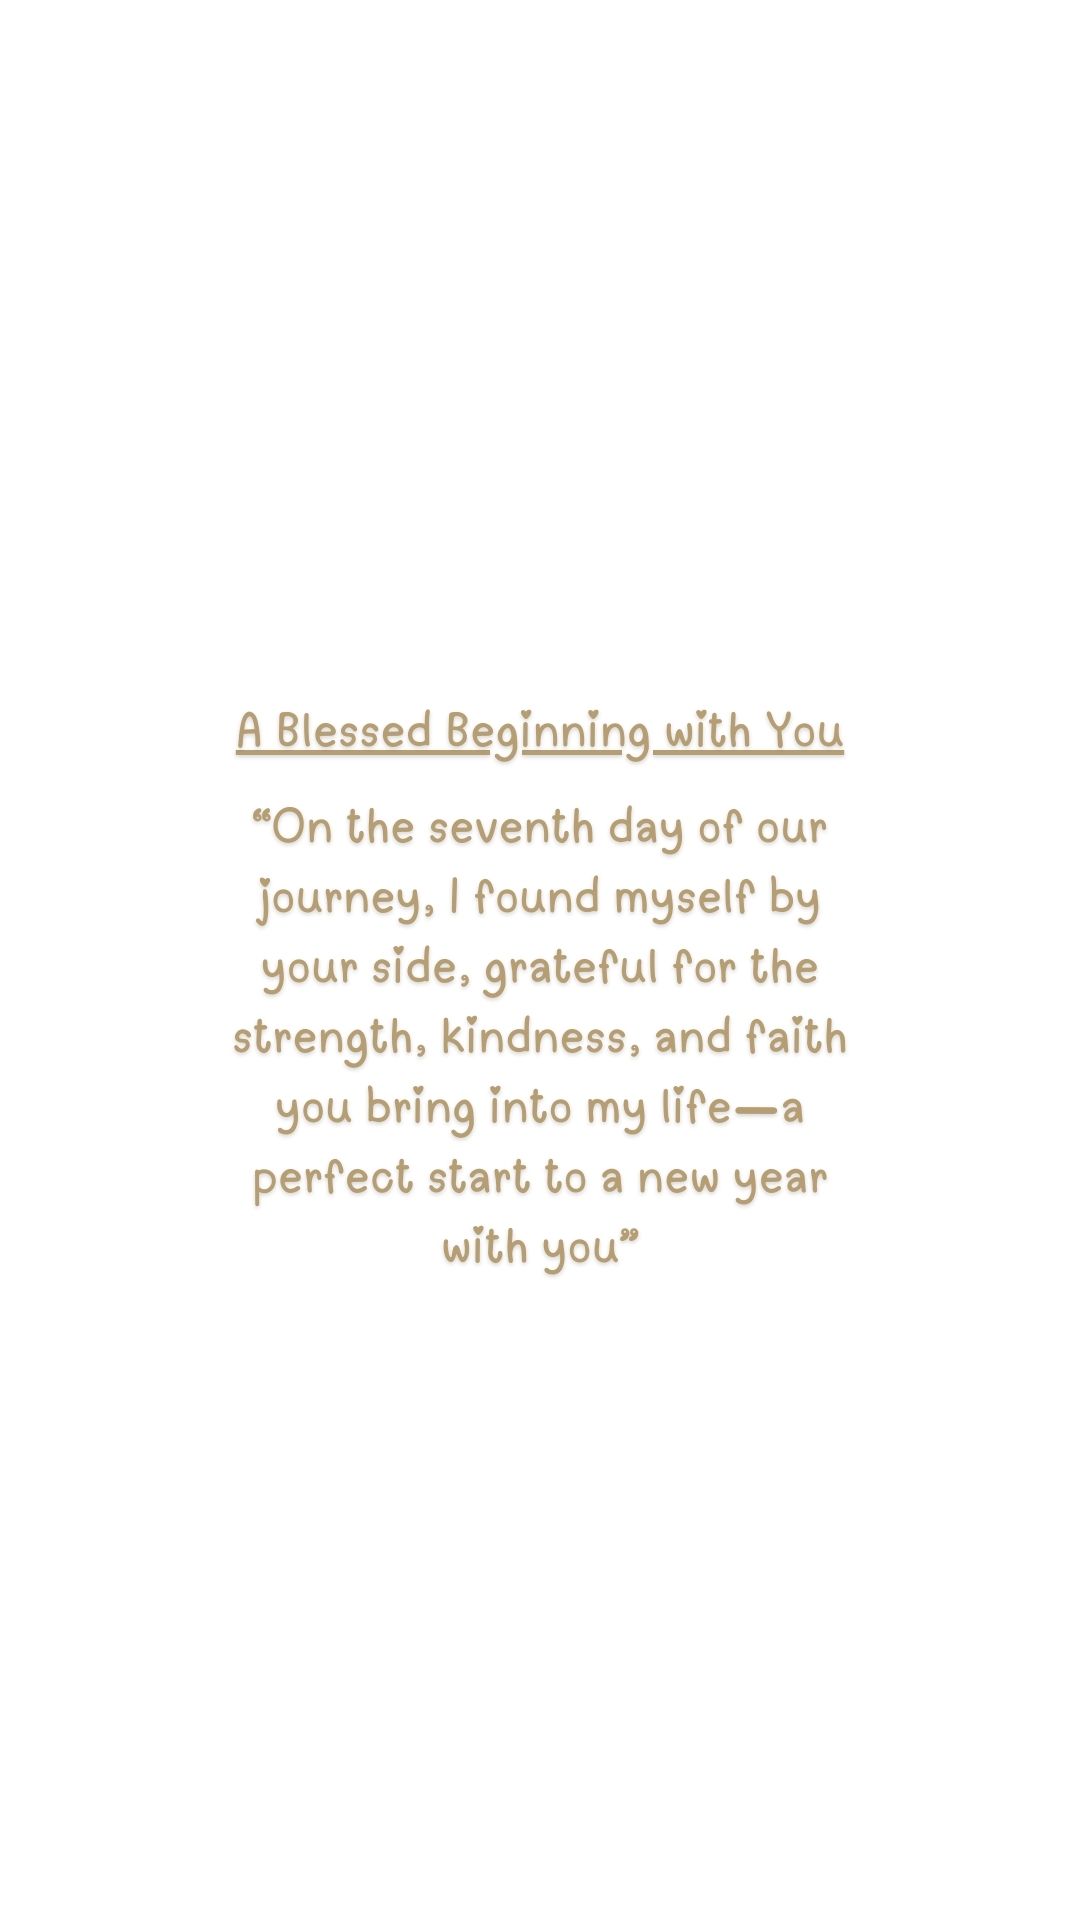 A Blessed Beginning with You
“On the seventh day of our
journey, I found myself by
your side, grateful for the
strength, kindness, and faith
you bring into my life—a
perfect start to a new year
with you”